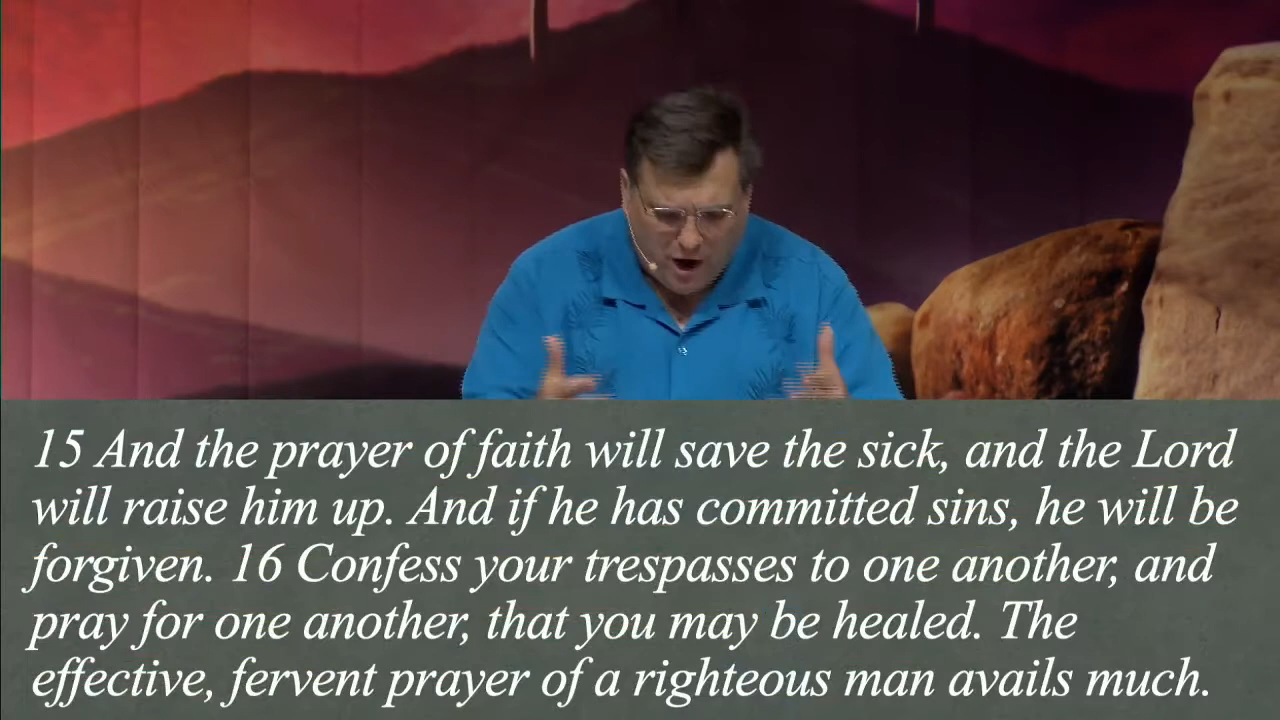 15 And the prayer of faith will save the sick, and the Lord
will raise him up. And if he has committed sins, he will be
forgiven. 16 Confess your trespasses to one another, and
pray for one another, that you may be healed. The
effective, fervent prayer of a righteous man avails much.